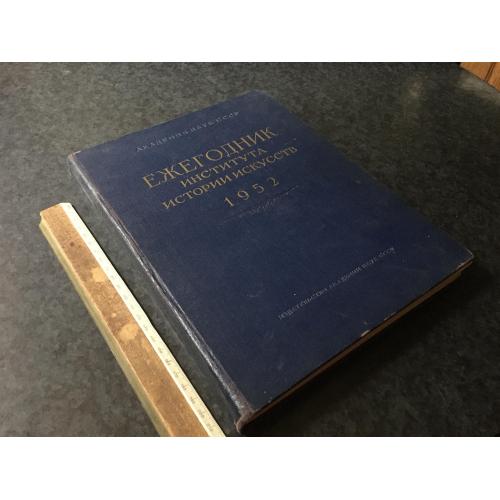 АКАДЕМИЯ НАУК СССР
ЕЖЕГОДНИК
ИНСТИТУТА
ИСТОРИИ ИСКУССТВ
1952
ИЗДАТЕЛЬСТВО АКАДЕМИИ НАУК СССР